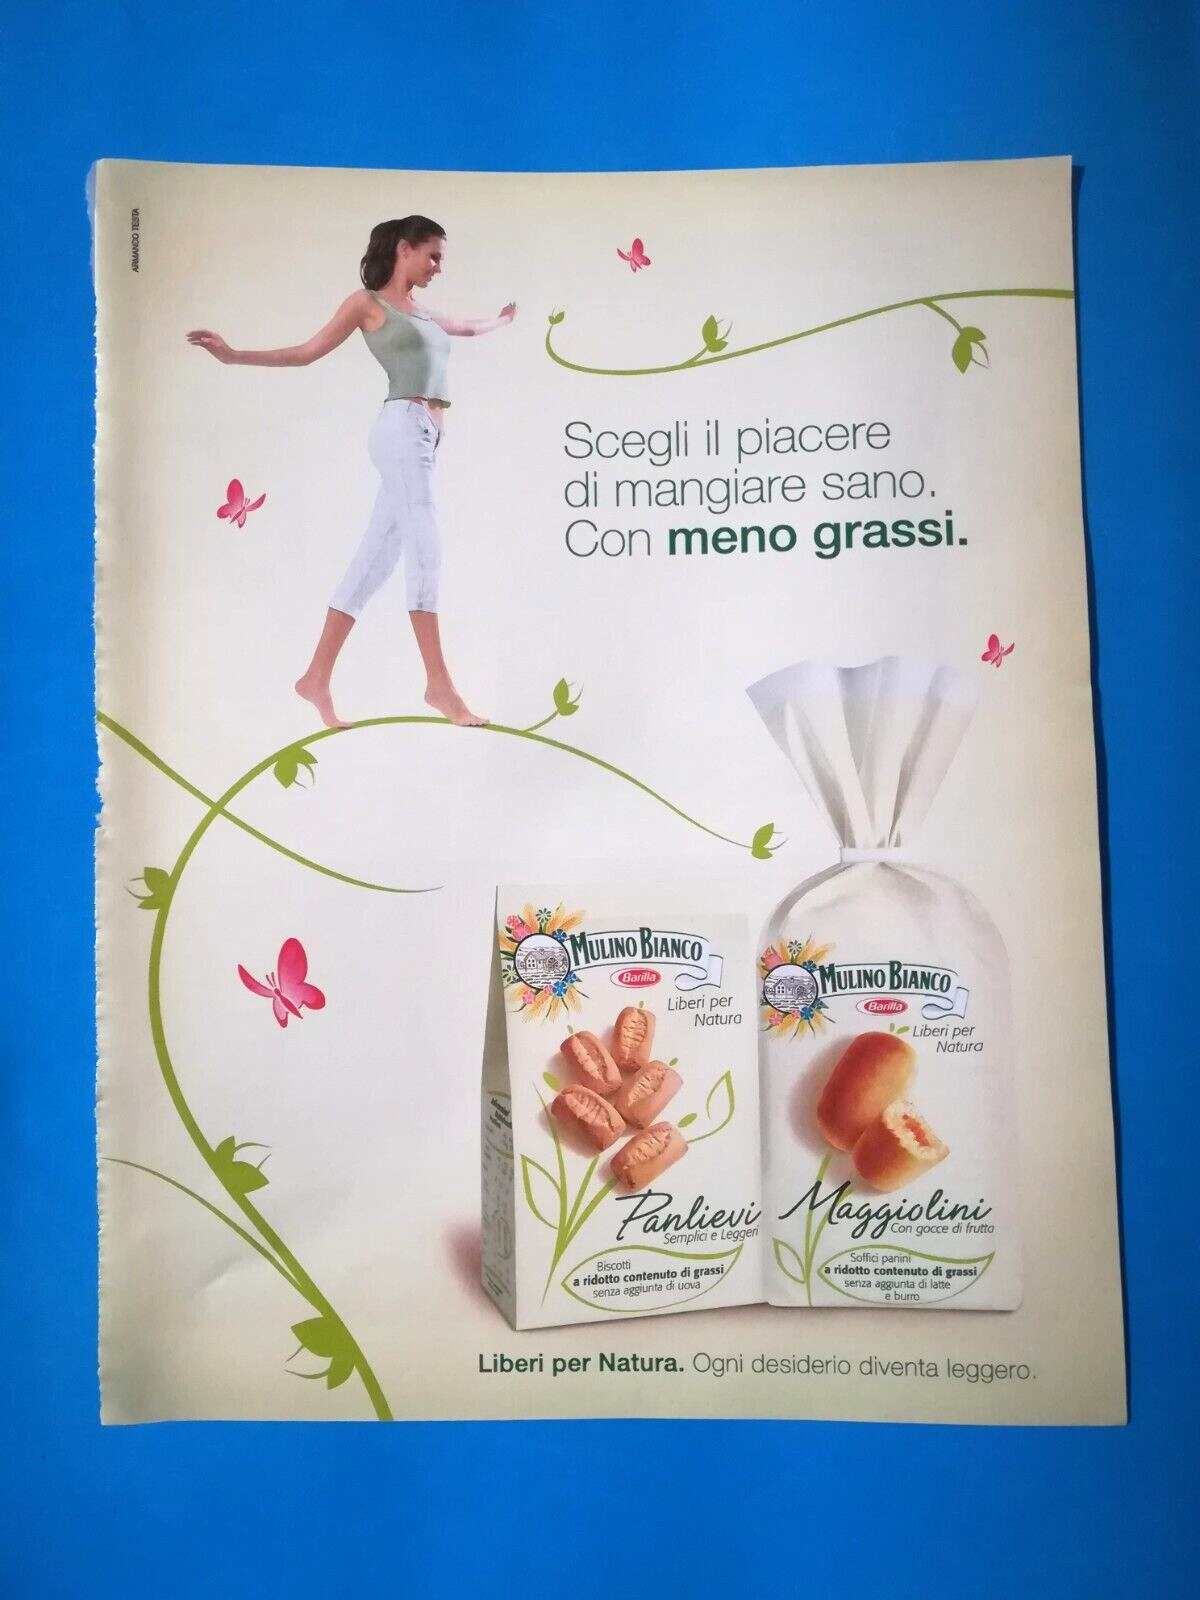 ARMANDO TESTA
Scegli il piacere
di mangiare sano.
Con meno grassi.
MULINO BIANCO
Barilla
Liberi per
Natura
Panlievi
Semplici e Leggeri
Biscotti
a ridotto contenuto di grassi
senza aggiunta di uova
MULINO BIANCO
Barilla
Liberi per
Natura
Maggiolini
Con gocce di frutta
Soffici panini
a ridotto contenuto di grassi
senza aggiunta di latte
e burro
Liberi per Natura. Ogni desiderio diventa leggero.